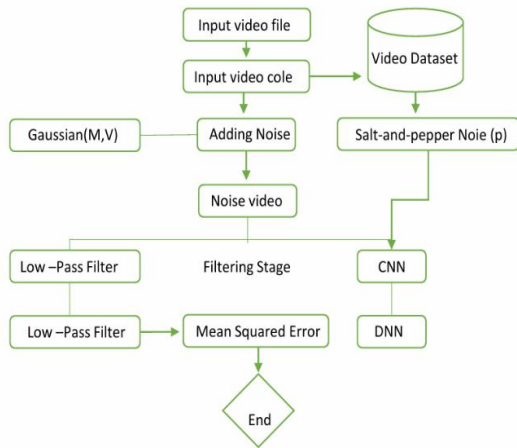 Input video file
Video Dataset
Input video cole
Gaussian(M,V)
Adding Noise
Salt-and-pepper Noie (p)
Noise video
Low –Pass Filter
Filtering Stage
CNN
Low –Pass Filter
Mean Squared Error
DNN
End